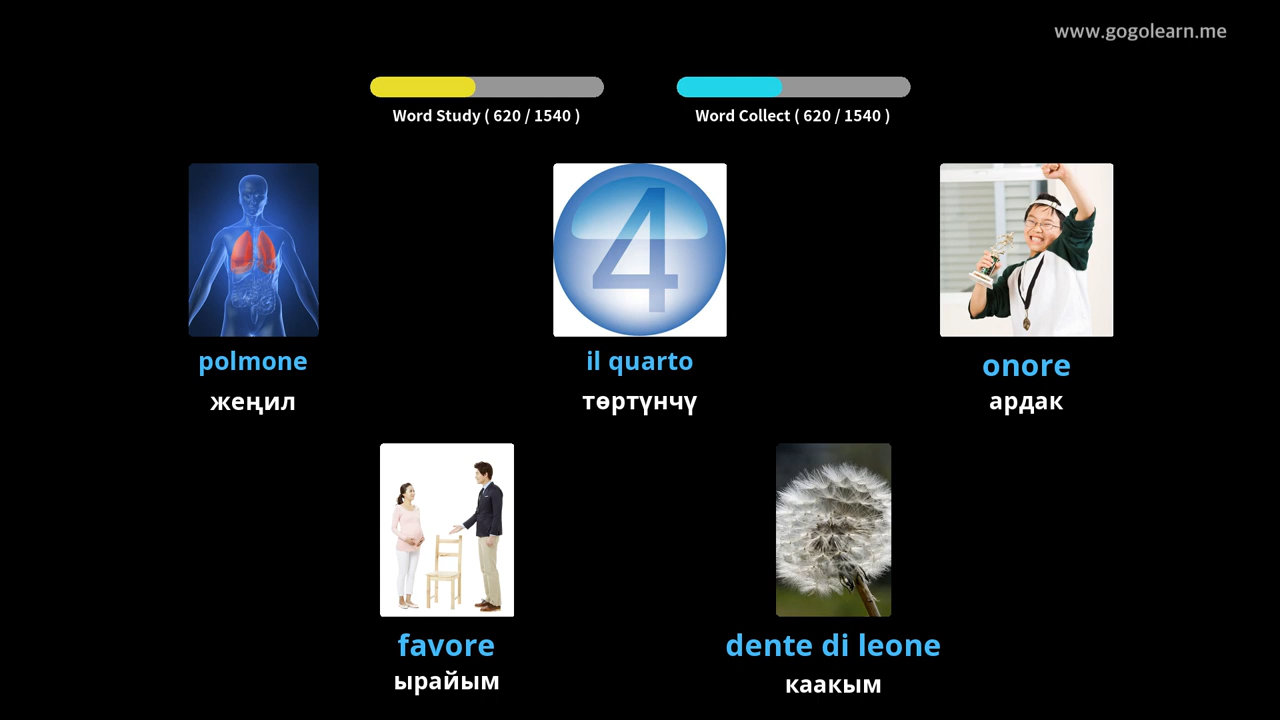 www.gogolearn.me
Word Study ( 620 / 1540 )
Word Collect ( 620 / 1540 )
4
polmone
жеңил
il quarto
төртүнчү
onore
ардак
favore
ырайым
dente di leone
каакым